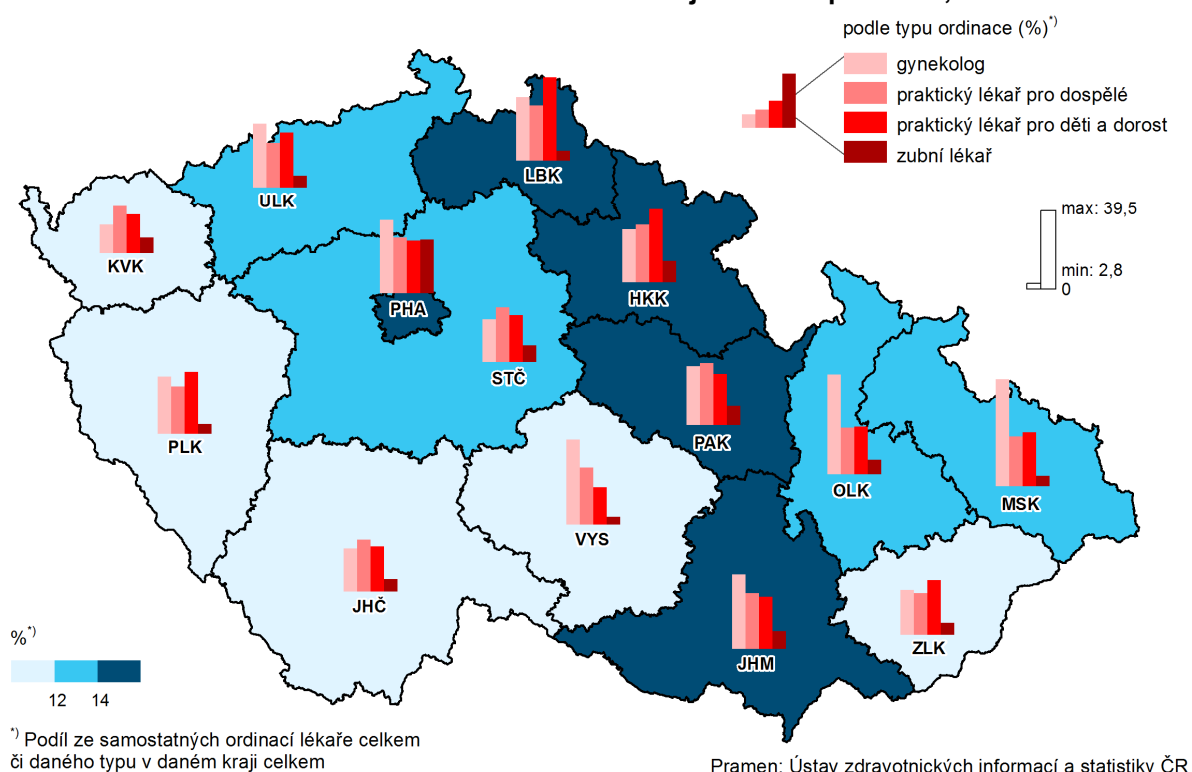 podle typu ordinace (%)*)
gynekolog
praktický lékař pro dospělé
praktický lékař pro děti a dorost
zubní lékař
max: 39,5
min: 2,8
0
LBK
ULK
KVK
PHA
HKK
STČ
PLK
PAK
OLK
MSK
VYS
JHČ
JHM
ZLK
%*)
12 14
*) Podíl ze samostatných ordinací lékaře celkem
či daného typu v daném kraji celkem
Pramen: Ústav zdravotnických informací a statistiky ČR